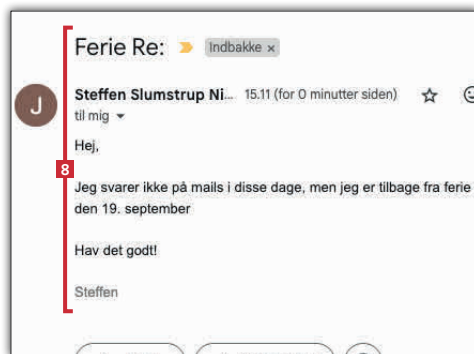 Ferie Re: Indbakke ×
Steffen Slumstrup Ni... 15.11 (for 0 minutter siden)
J
til mig
Hej,
8
Jeg svarer ikke på mails i disse dage, men jeg er tilbage fra ferie
den 19. september
Hav det godt!
Steffen